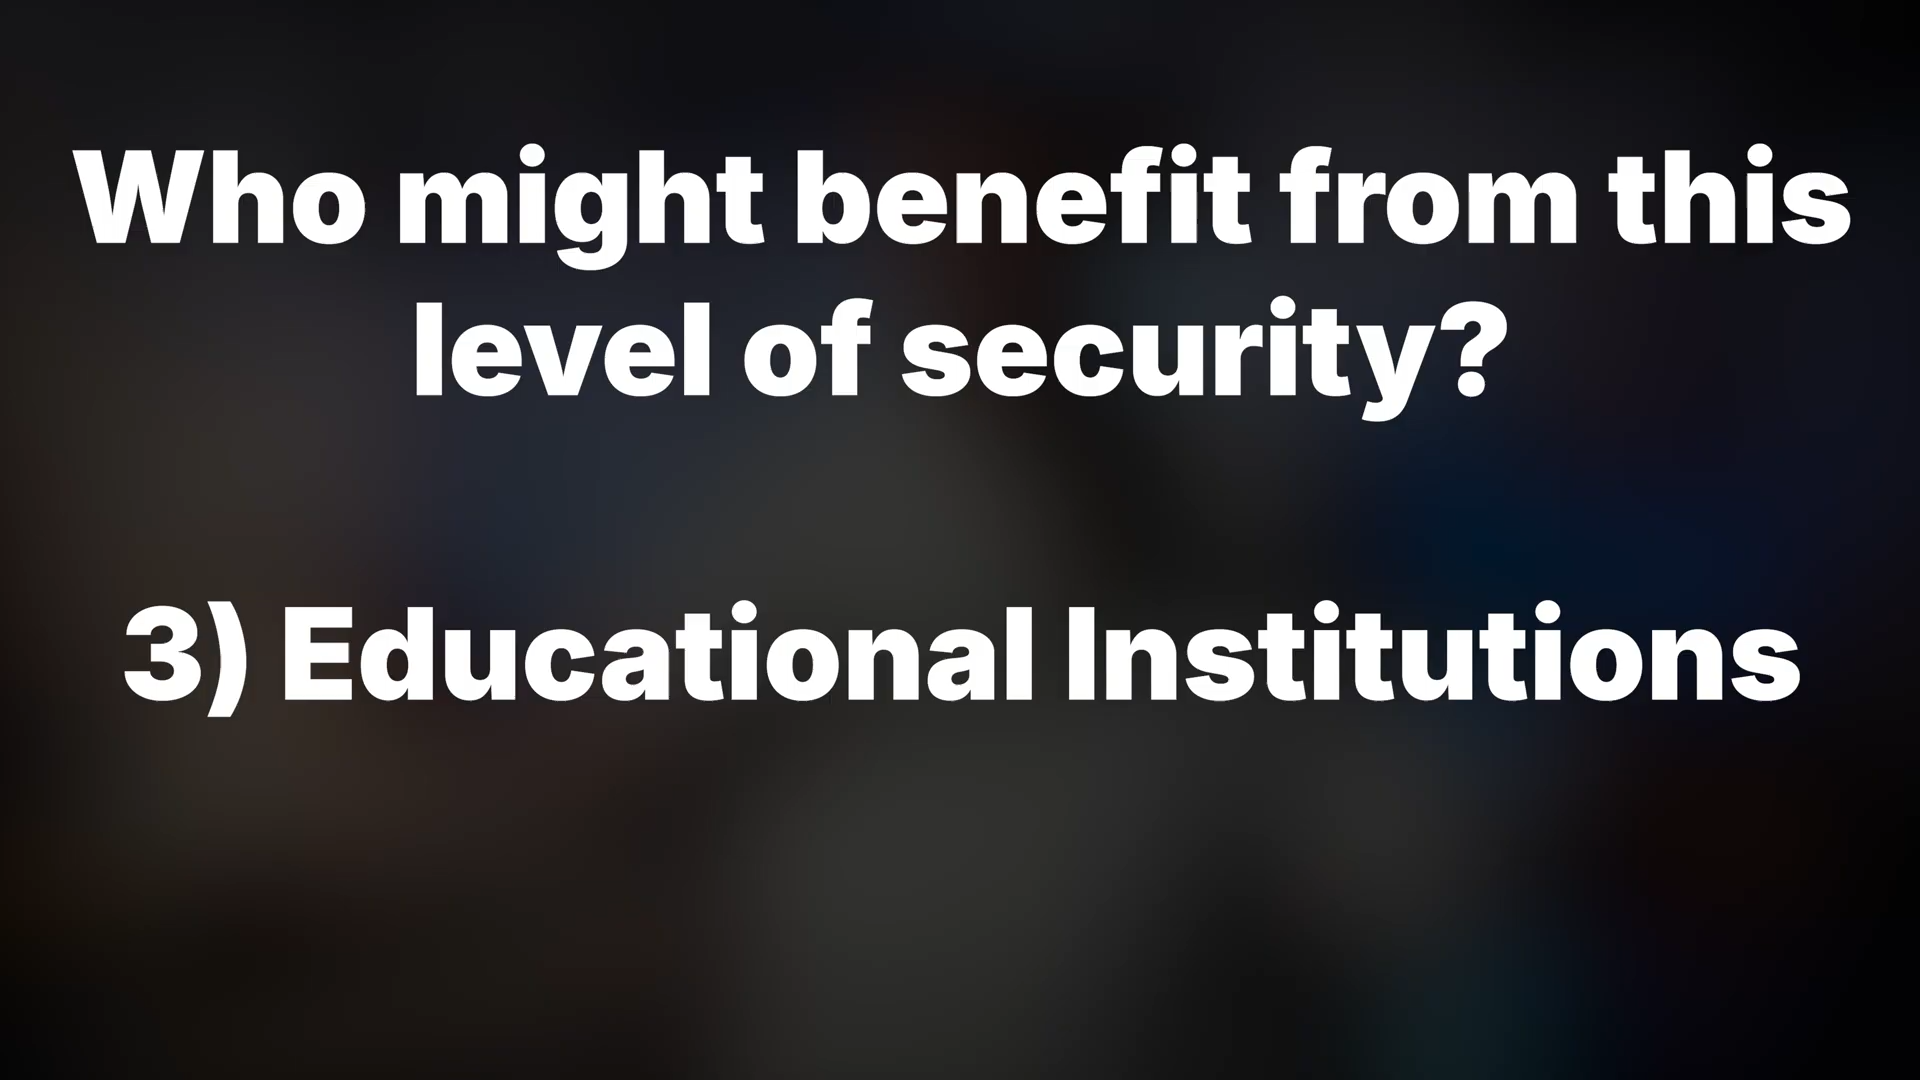 Who might benefit from this
level of security?
3) Educational Institutions